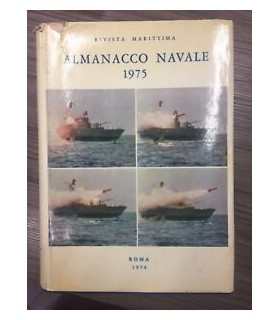 RIVISTA MARITTIMA
ALMANACCO NAVALE
1975
ROMA
1974